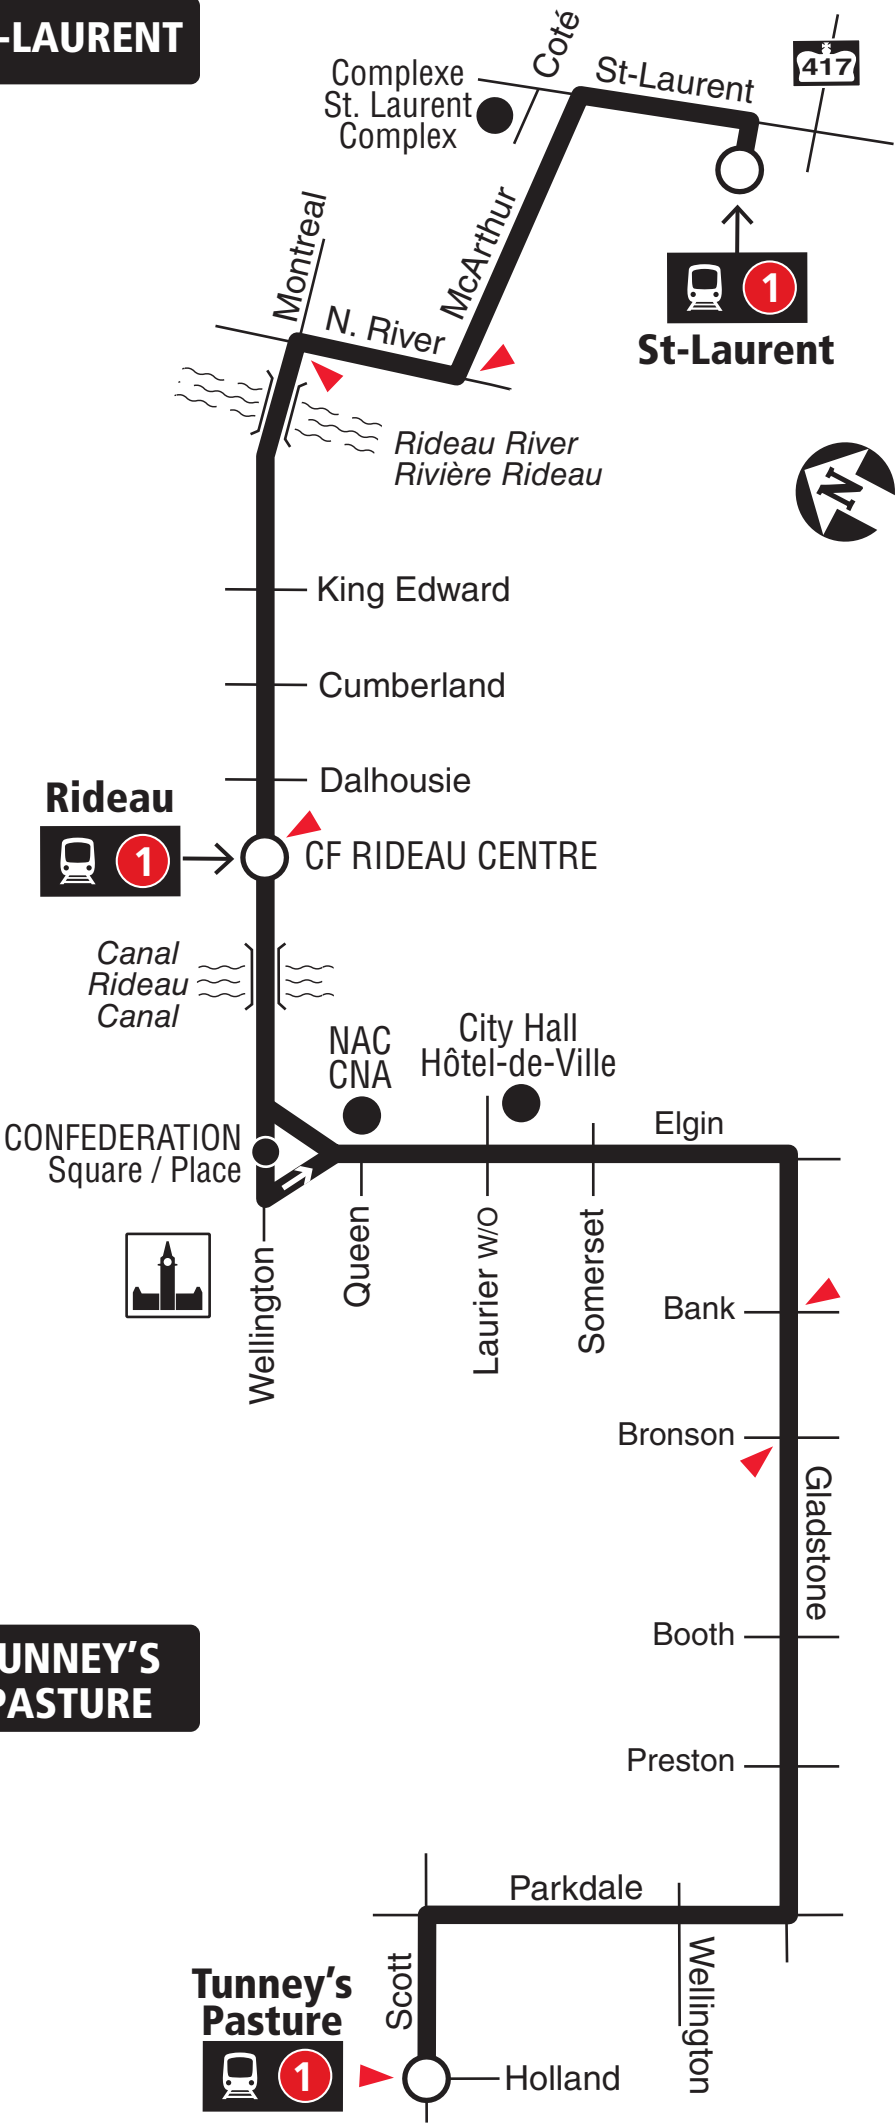 -LAURENT
Coté
St-Laurent
417
Complexe
St. Laurent
Complex
McArthur
Montreal
N. River
1
St-Laurent
Rideau River
Rivière Rideau
N
King Edward
Cumberland
Dalhousie
Rideau
1
CF RIDEAU CENTRE
Canal
Rideau
Canal
NAC
CNA
City Hall
Hôtel-de-Ville
CONFEDERATION
Square / Place
Elgin
Wellington
Queen
Laurier W/O
Somerset
Bank
Bronson
Gladstone
Booth
UNNEY'S
PASTURE
Preston
Parkdale
Wellington
Scott
Tunney's
Pasture
1
Holland